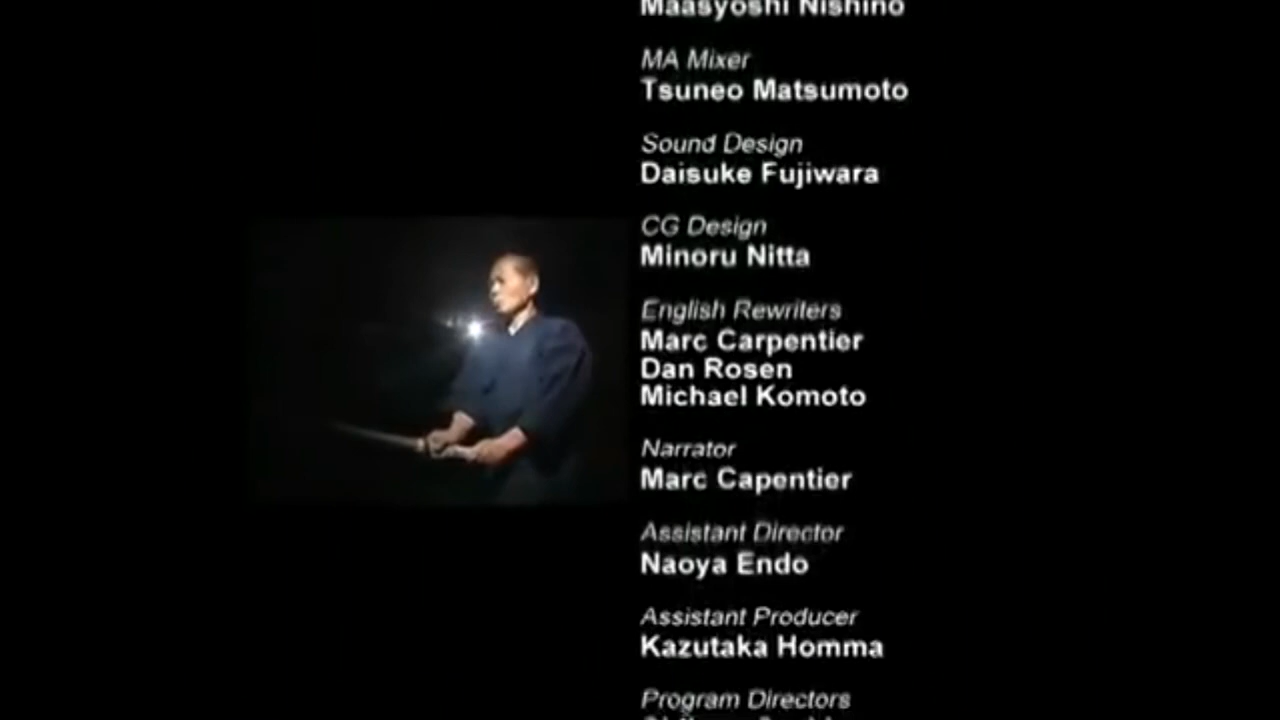 Maasyoshi Nishino
MA Mixer
Tsuneo Matsumoto
Sound Design
Daisuke Fujiwara
CG Design
Minoru Nitta
English Rewriters
Marc Carpentier
Dan Rosen
Michael Komoto
Narrator
Marc Capentier
Assistant Director
Naoya Endo
Assistant Producer
Kazutaka Homma
Program Directors